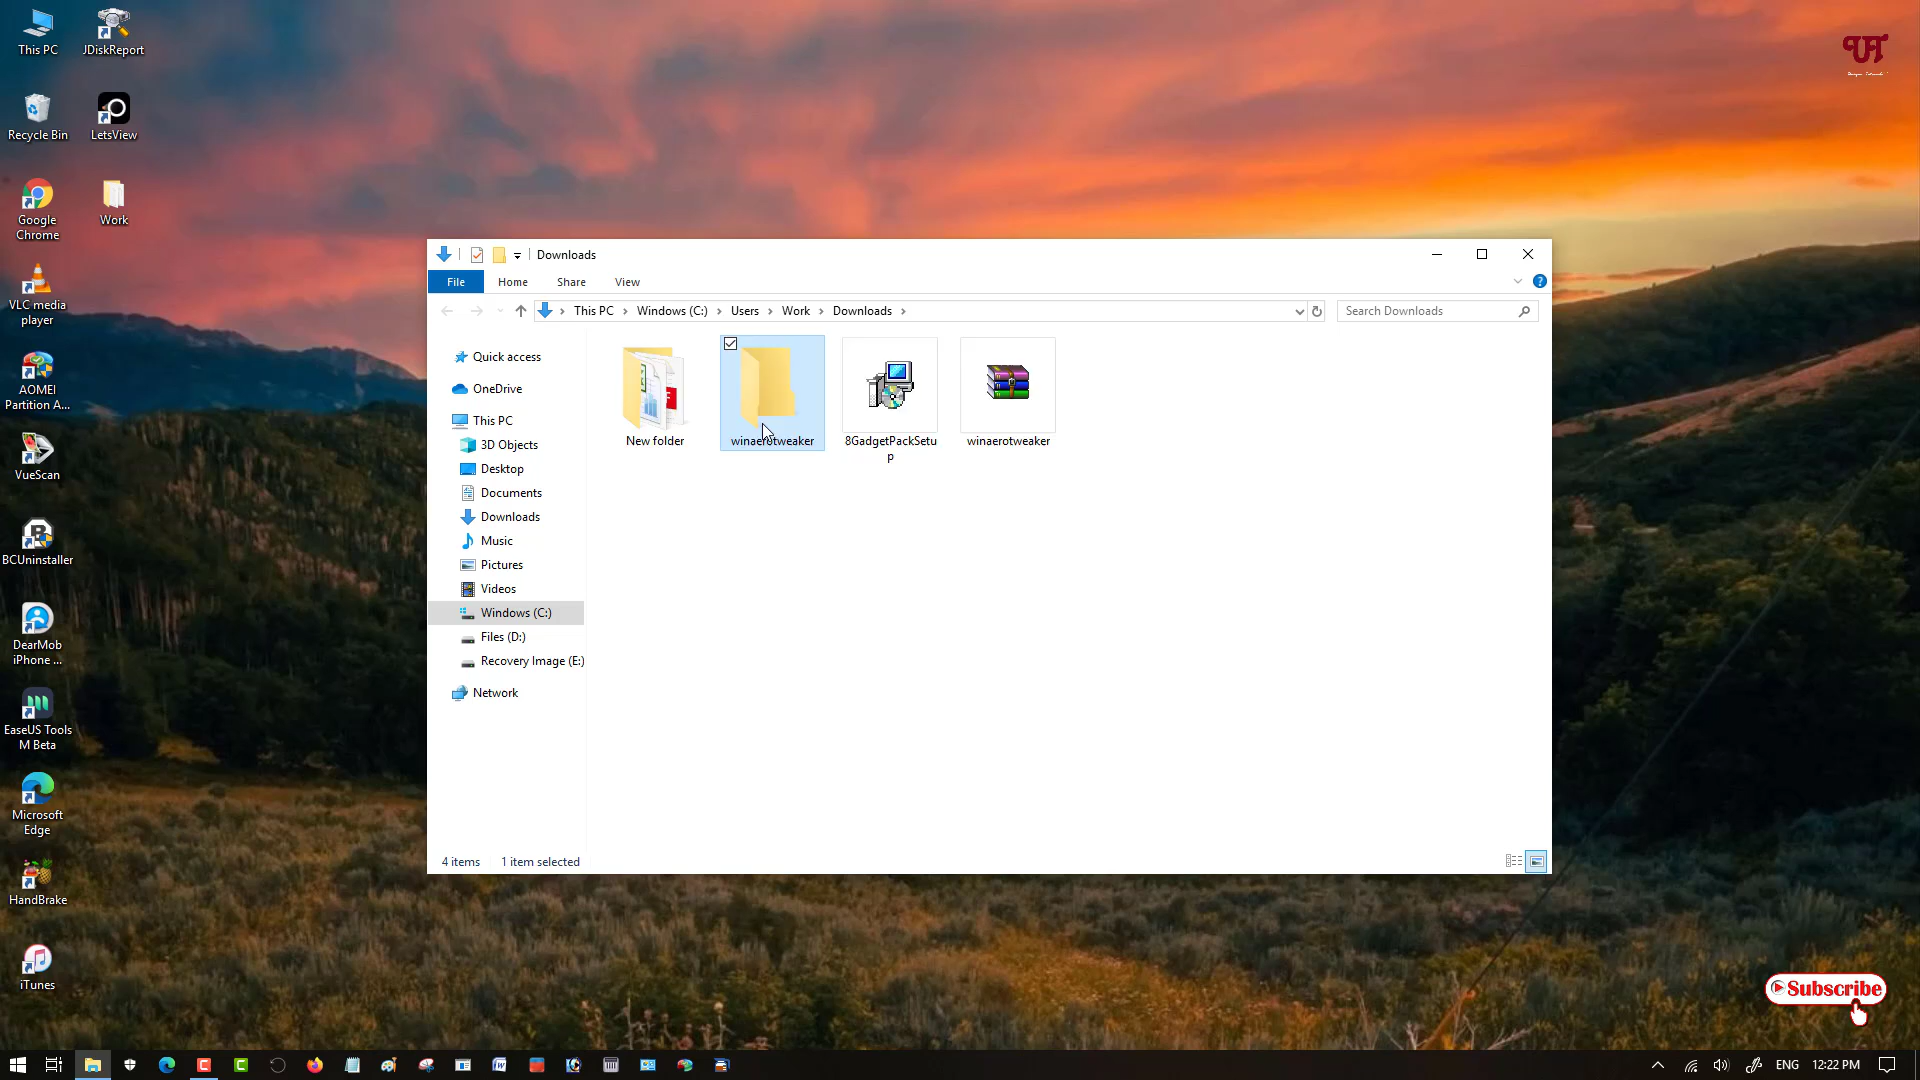 This PC
JDiskReport
Recycle Bin
LetsView
Google
Chrome
Work
VLC media
player
AOMEI
Partition A...
VueScan
BCUninstaller
DearMob
iPhone ...
EaseUS Tools
M Beta
Microsoft
Edge
HandBrake
iTunes
UT
Downloads
File
Home
Share
View
This PC > Windows (C:) > Users > Work > Downloads >
Search Downloads
Quick access
OneDrive
This PC
3D Objects
Desktop
Documents
Downloads
Music
Pictures
Videos
Windows (C:)
Files (D:)
Recovery Image (E:)
Network
New folder
winaerotweaker
8GadgetPackSetu
p
winaerotweaker
4 items
1 item selected
Subscribe
ENG
12:22 PM